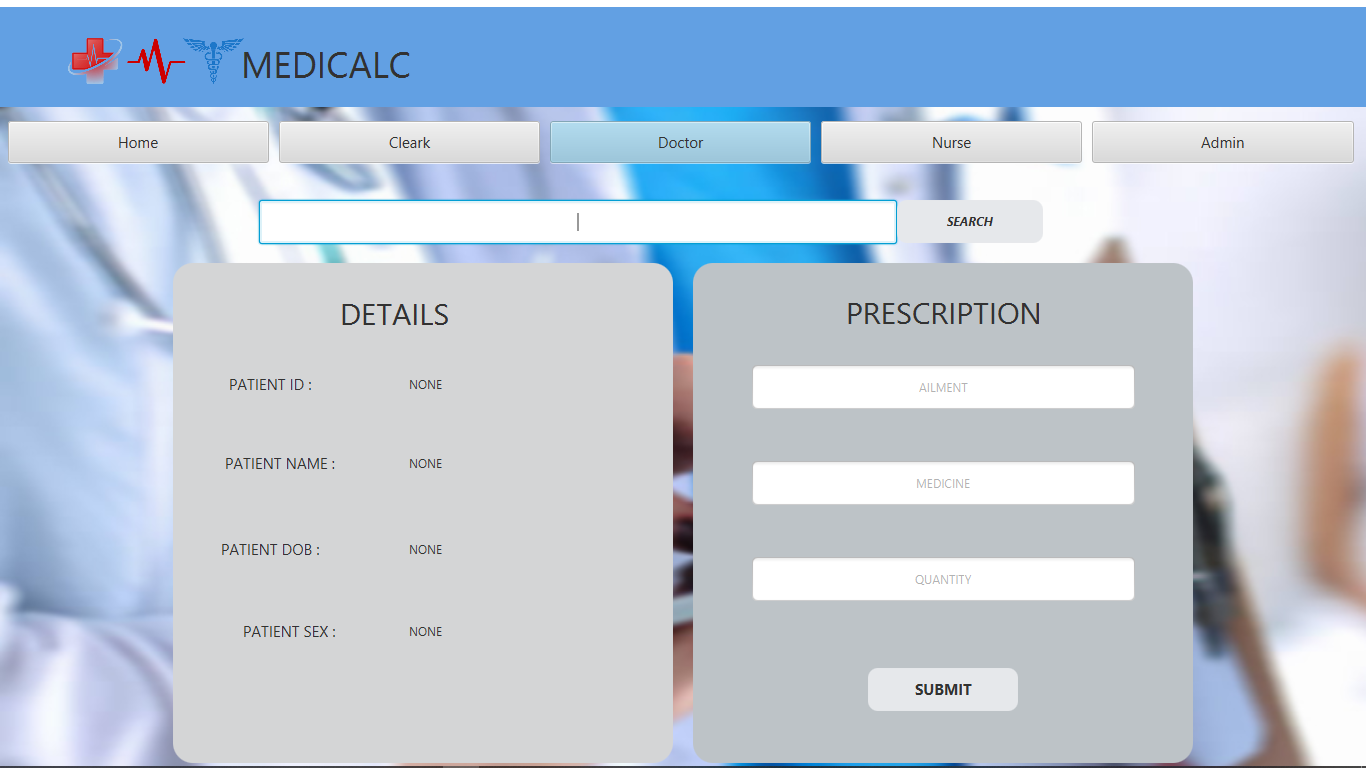 MEDICALC
Home Cleark Doctor Nurse Admin
SEARCH
DETAILS
PATIENT ID : NONE
PATIENT NAME : NONE
PATIENT DOB : NONE
PATIENT SEX : NONE
PRESCRIPTION
AILMENT
MEDICINE
QUANTITY
SUBMIT